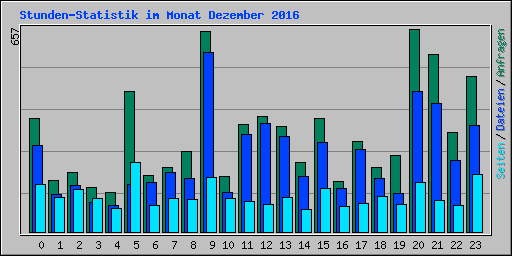 Stunden-Statistik im Monat Dezember 2016
657
Seiten / Dateien / Anfragen
0 1 2 3 4 5 6 7 8 9 10 11 12 13 14 15 16 17 18 19 20 21 22 23